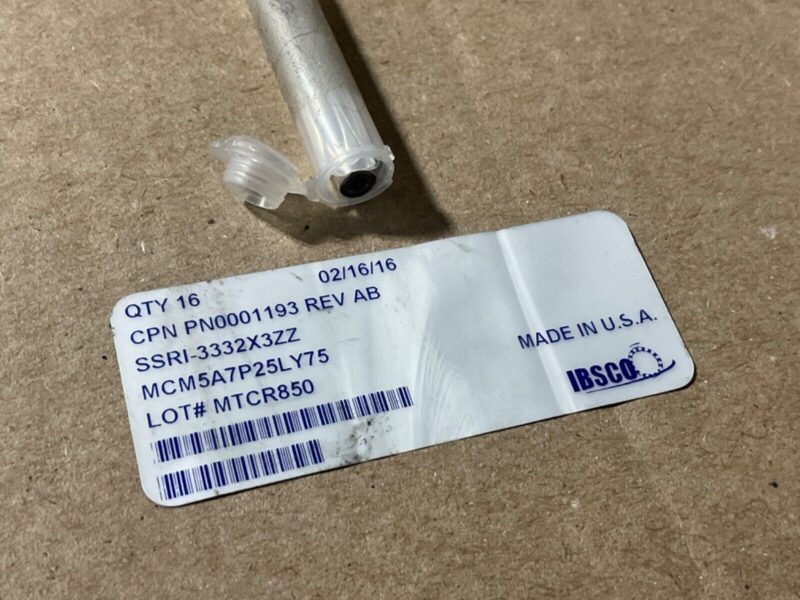 QTY 16 02/16/16
CPN PN0001193 REV AB
SSRI-3332X3ZZ
MCM5A7P25LY75
LOT# MTCR850
MADE IN U.S.A.
IBSCO